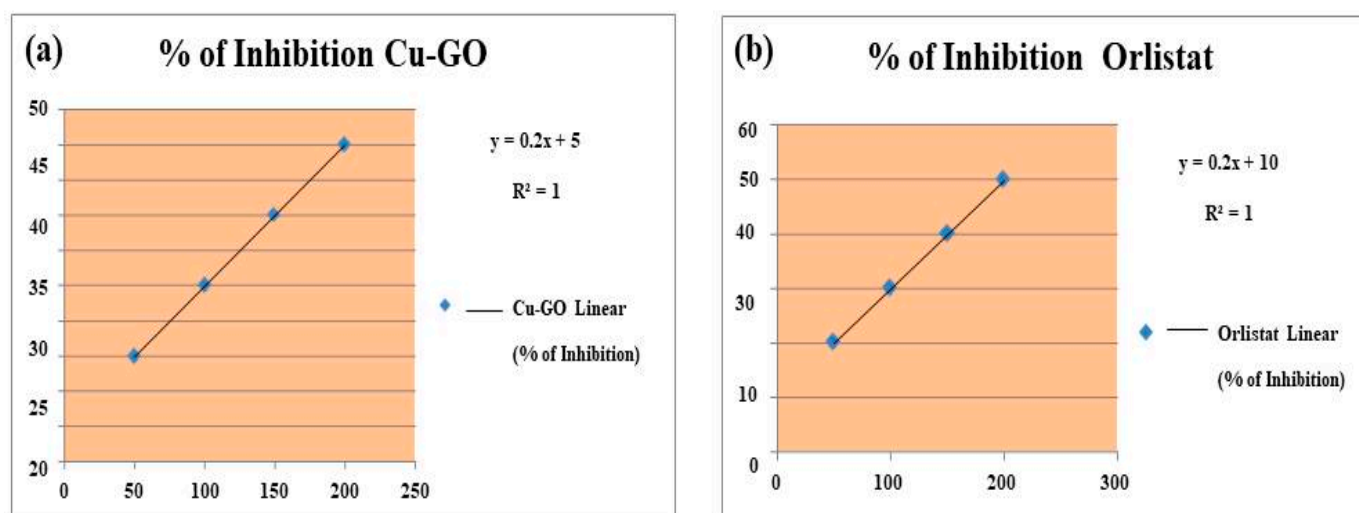 (a)
% of Inhibition Cu-GO
50
45
40
35
30
25
20
0 50 100 150 200 250
y = 0.2x + 5
R² = 1
Cu-GO Linear
(% of Inhibition)
(b)
% of Inhibition Orlistat
60
50
40
30
10
0
0 100 200 300
y = 0.2x + 10
R² = 1
Orlistat Linear
(% of Inhibition)